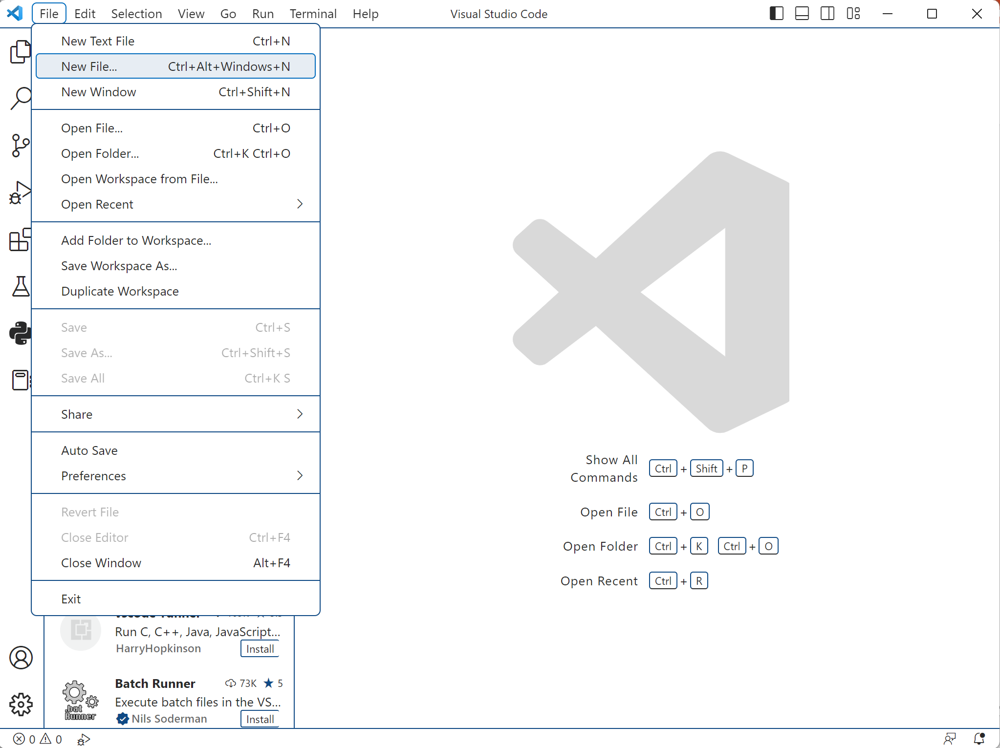 File Edit Selection View Go Run Terminal Help Visual Studio Code
New Text File Ctrl+N
New File... Ctrl+Alt+Windows+N
New Window Ctrl+Shift+N
Open File... Ctrl+O
Open Folder... Ctrl+K Ctrl+O
Open Workspace from File...
Open Recent
Add Folder to Workspace...
Save Workspace As...
Duplicate Workspace
Save Ctrl+S
Save As... Ctrl+Shift+S
Save All Ctrl+K S
Share
Auto Save
Preferences
Revert File
Close Editor Ctrl+F4
Close Window Alt+F4
Exit
Show All
Commands Ctrl + Shift + P
Open File Ctrl + O
Open Folder Ctrl + K Ctrl + O
Open Recent Ctrl + R
Run C, C++, Java, JavaScript...
HarryHopkinson Install
Batch Runner 73K ★ 5
Execute batch files in the VS...
.bat
Runner
Nils Soderman Install
0 0